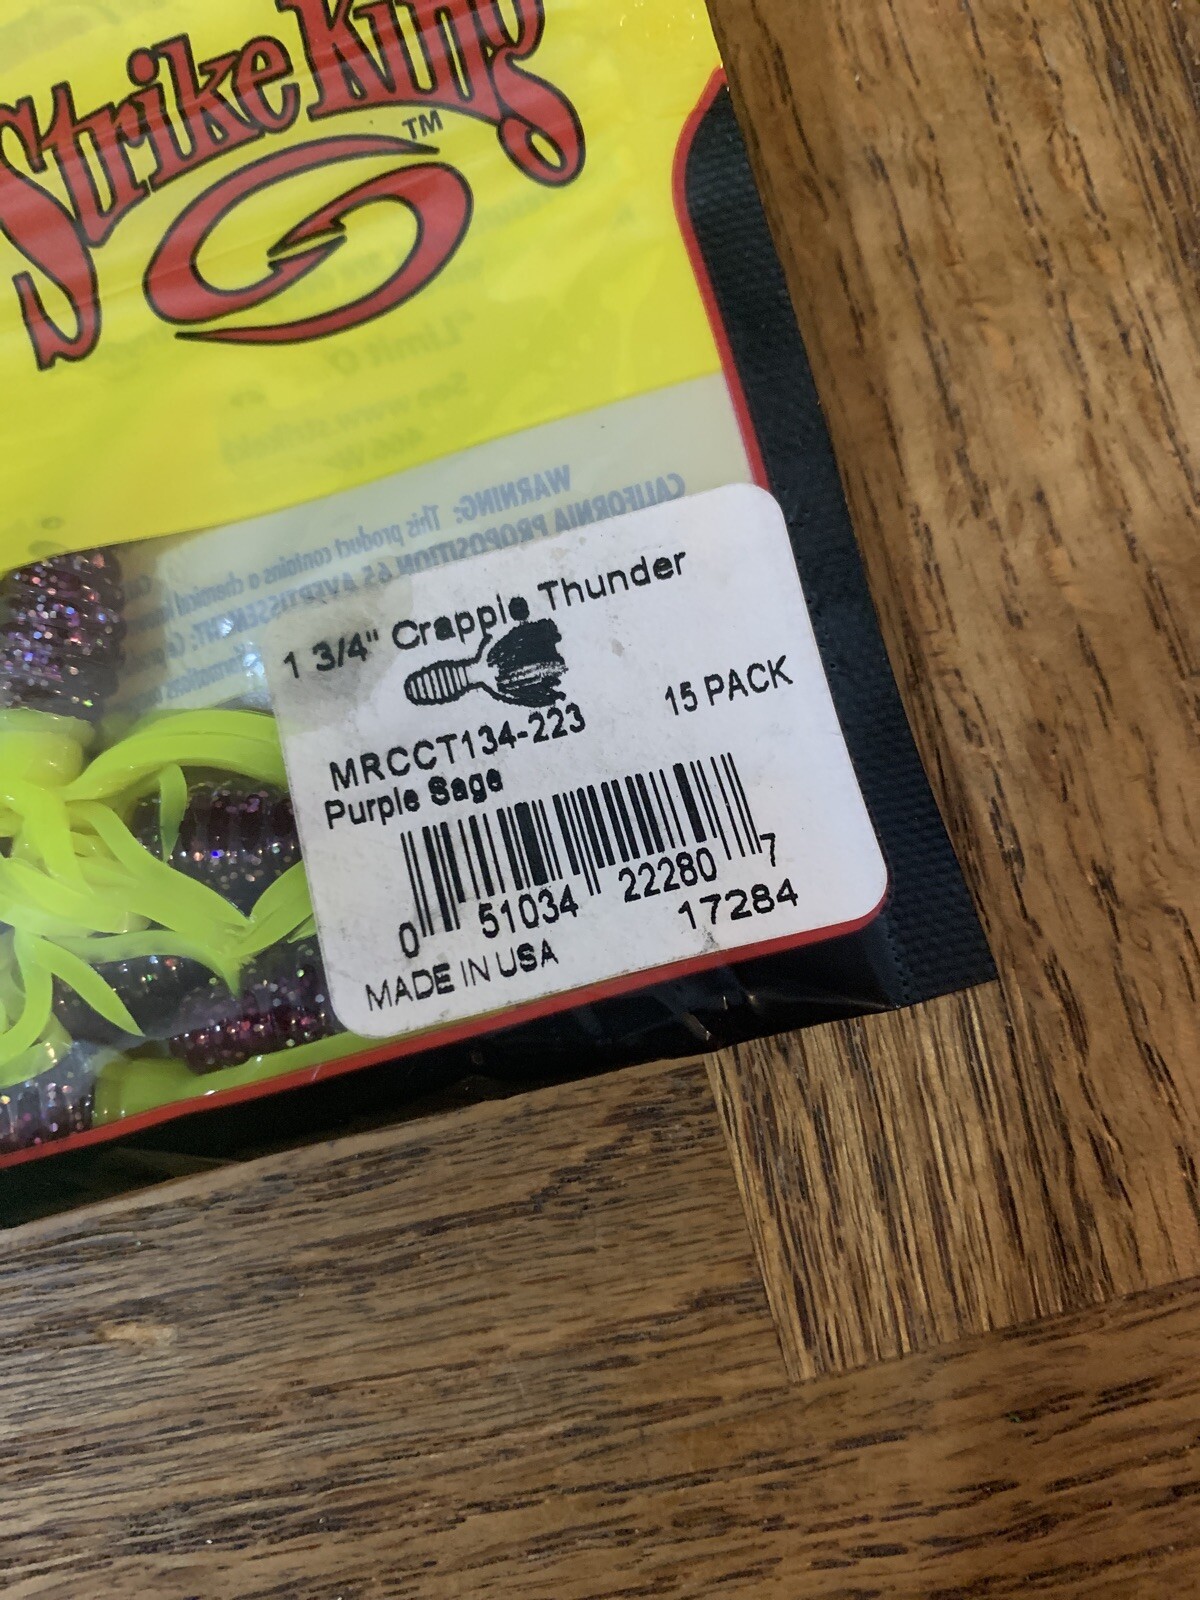 Strike King
TM
WARNING: This product contains a chemical
CALIFORNIA PROPOSITION 65 AVERTISSEMENT:
1 3/4" Crappie Thunder
15 PACK
MRCCT134-223
Purple Sage
0 51034 22280 7
17284
MADE IN USA